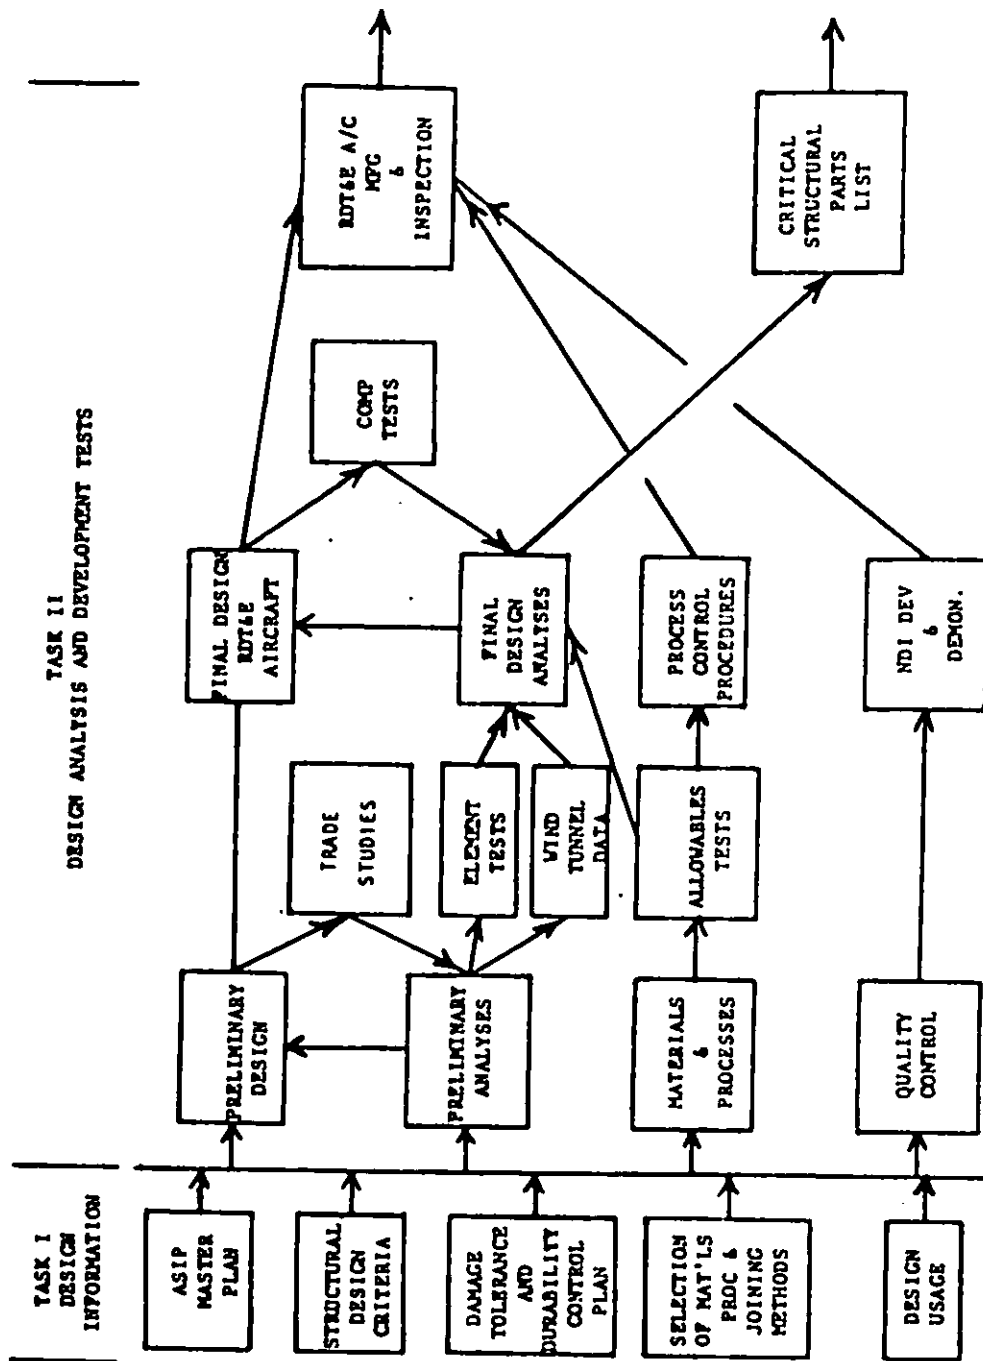 TASK I
DESIGN
INFORMATION
ASIP
MASTER
PLAN
STRUCTURAL
DESIGN
CRITERIA
DAMAGE
TOLERANCE
AND
DURABILITY
CONTROL
PLAN
SELECTION
OF MAT'LS
PROC &
JOINING
METHODS
DESIGN
USAGE
TASK II
DESIGN ANALYSIS AND DEVELOPMENT TESTS
PRELIMINARY
DESIGN
PRELIMINARY
ANALYSES
MATERIALS
&
PROCESSES
QUALITY
CONTROL
TRADE
STUDIES
ELEMENT
TESTS
WIND
TUNNEL
DATA
ALLOWABLES
TESTS
FINAL DESIGN
RDT&E
AIRCRAFT
FINAL
DESIGN
ANALYSES
PROCESS
CONTROL
PROCEDURES
NDI DEV
&
DEMON.
COMP
TESTS
RDT&E A/C
MFG
&
INSPECTION
CRITICAL
STRUCTURAL
PARTS
LIST